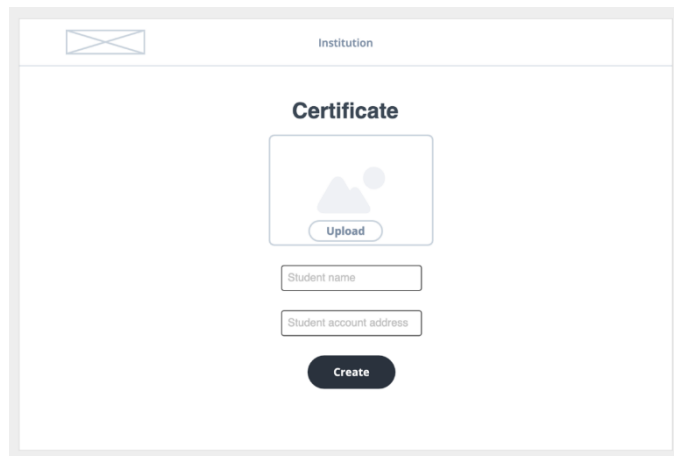 Institution
Certificate
Upload
Student name
Student account address
Create